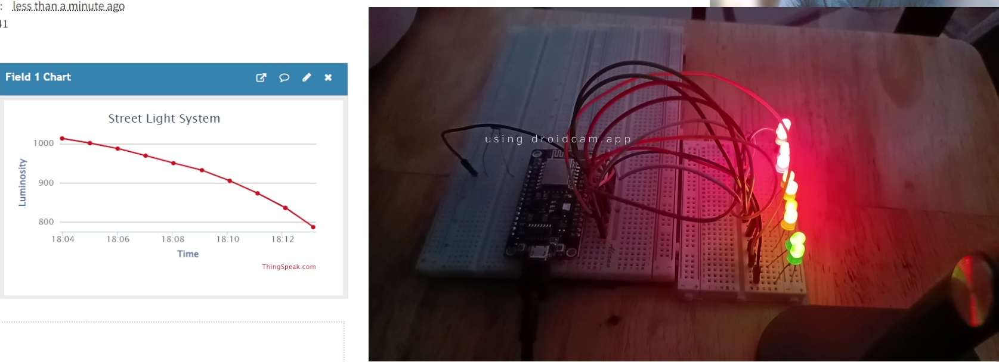 : less than a minute ago
41
Field 1 Chart
Street Light System
Luminosity
1000
900
800
18:04 18:06 18:08 18:10 18:12
Time
ThingSpeak.com
using droidcam.app